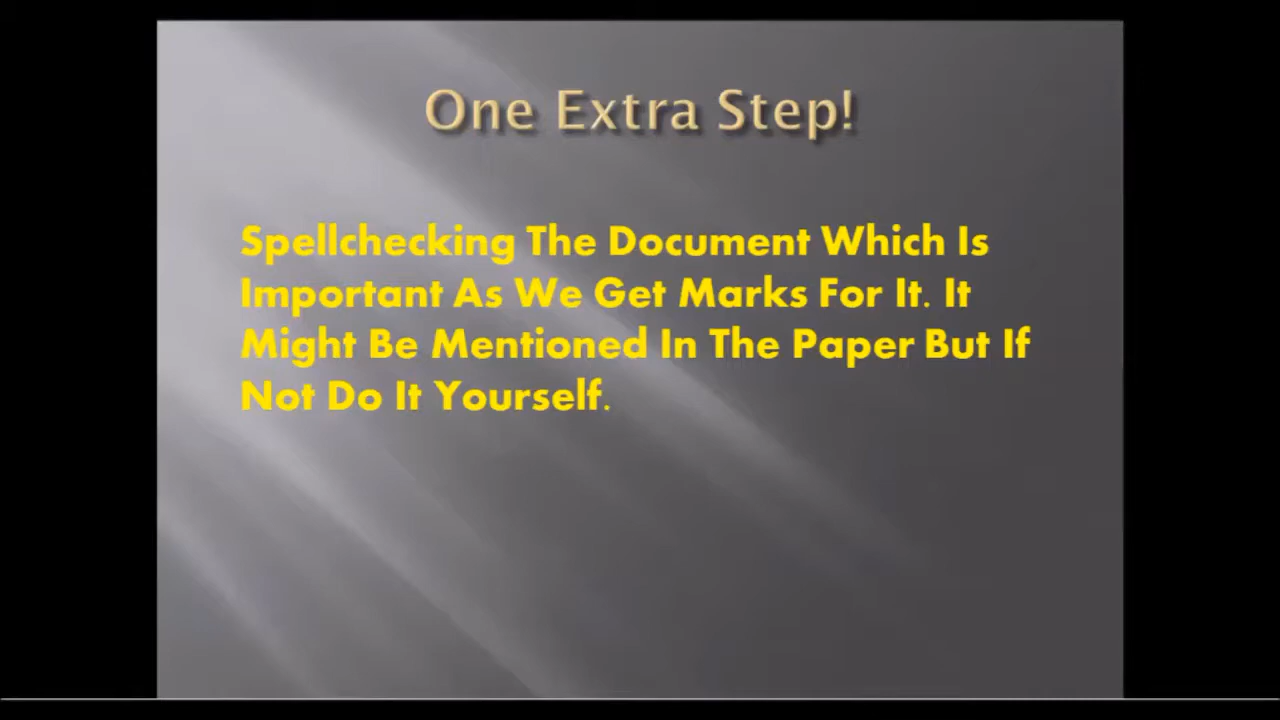 One Extra Step!
Spellchecking The Document Which Is
Important As We Get Marks For It. It
Might Be Mentioned In The Paper But If
Not Do It Yourself.